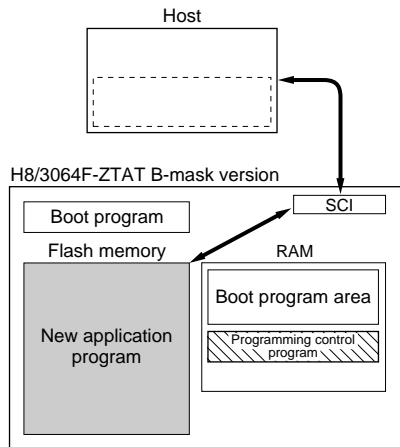 Host
H8/3064F-ZTAT B-mask version
SCI
Boot program
Flash memory
RAM
Boot program area
New application
program
Programming control
program